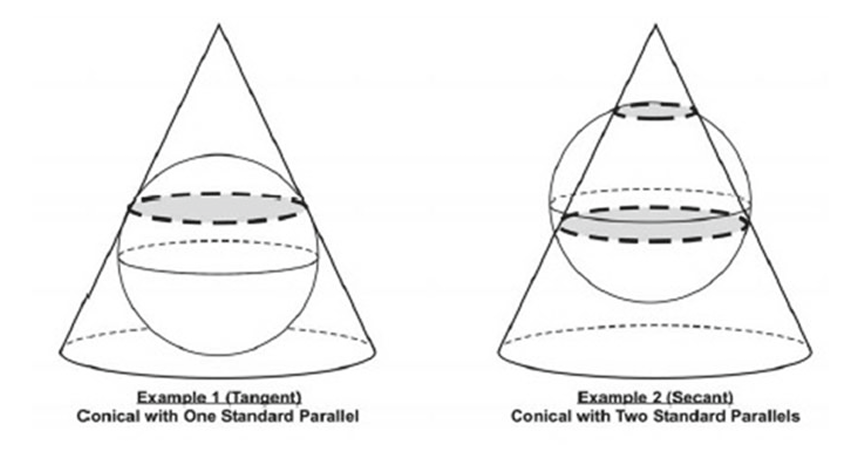 Example 1 (Tangent)
Conical with One Standard Parallel
Example 2 (Secant)
Conical with Two Standard Parallels